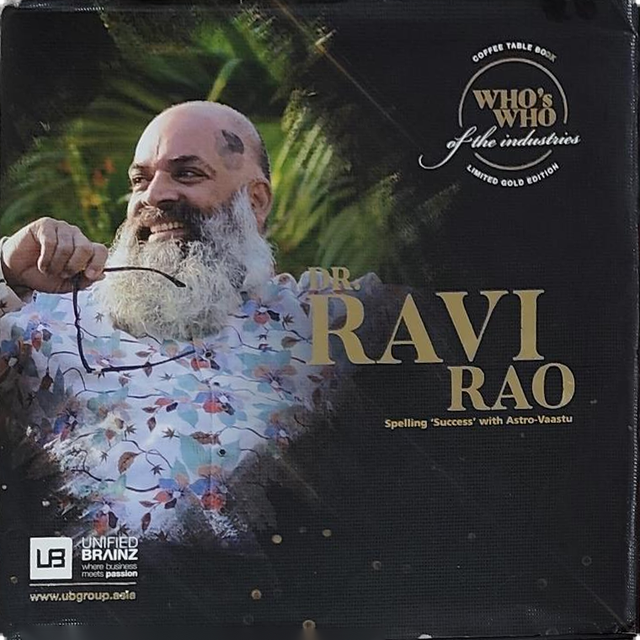 COFFEE TABLE BOOK
WHO's
WHO
of the industries
LIMITED GOLD EDITION
DR.
RAVI
RAO
Spelling 'Success' with Astro-Vaastu
UB
UNIFIED
BRAINZ
where business
meets passion
www.ubgroup.asia